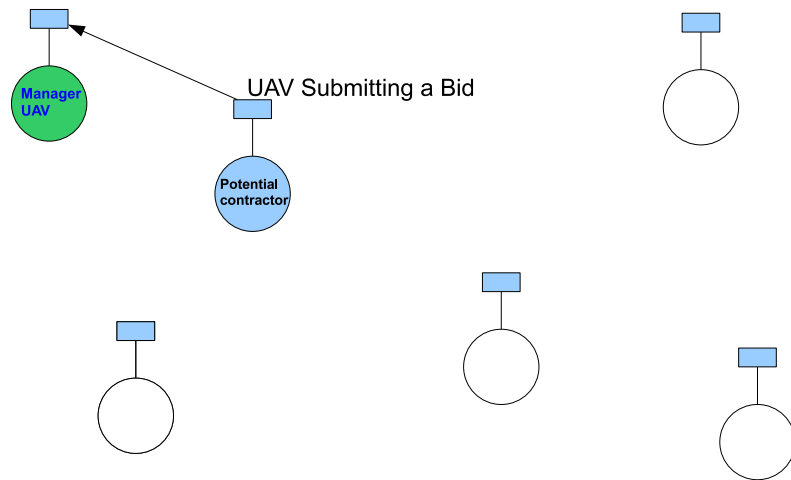 UAV Submitting a Bid
Manager
UAV
Potential
contractor